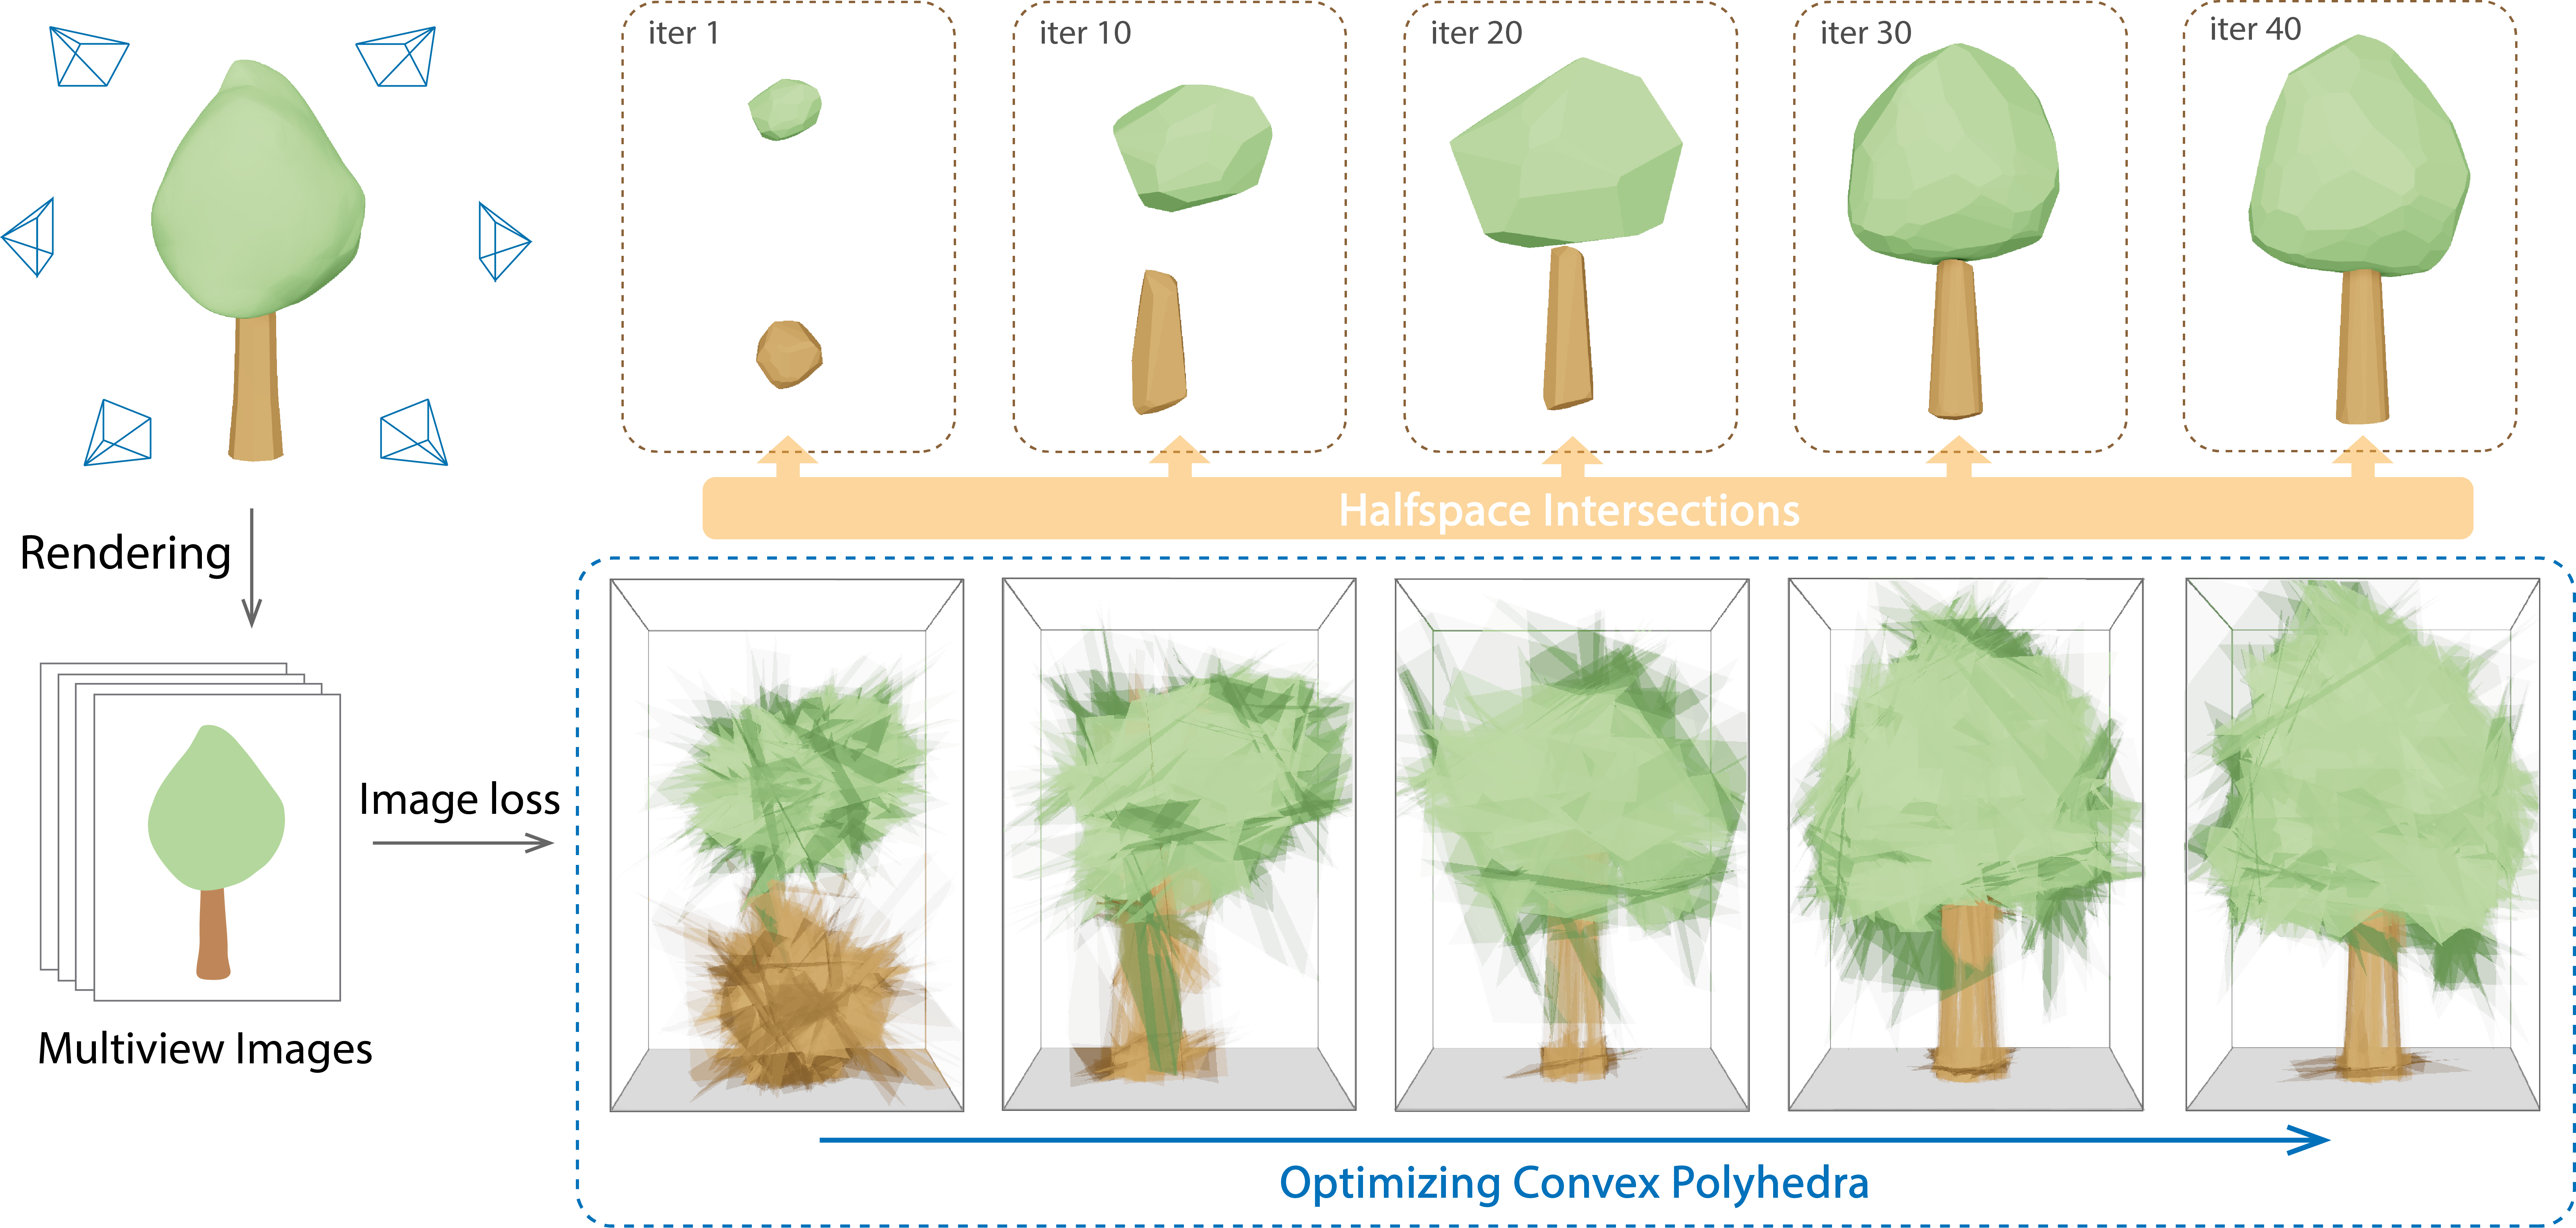 iter 1
iter 10
iter 20
iter 30
iter 40
Halfspace Intersections
Rendering
Image loss
Multiview Images
Optimizing Convex Polyhedra